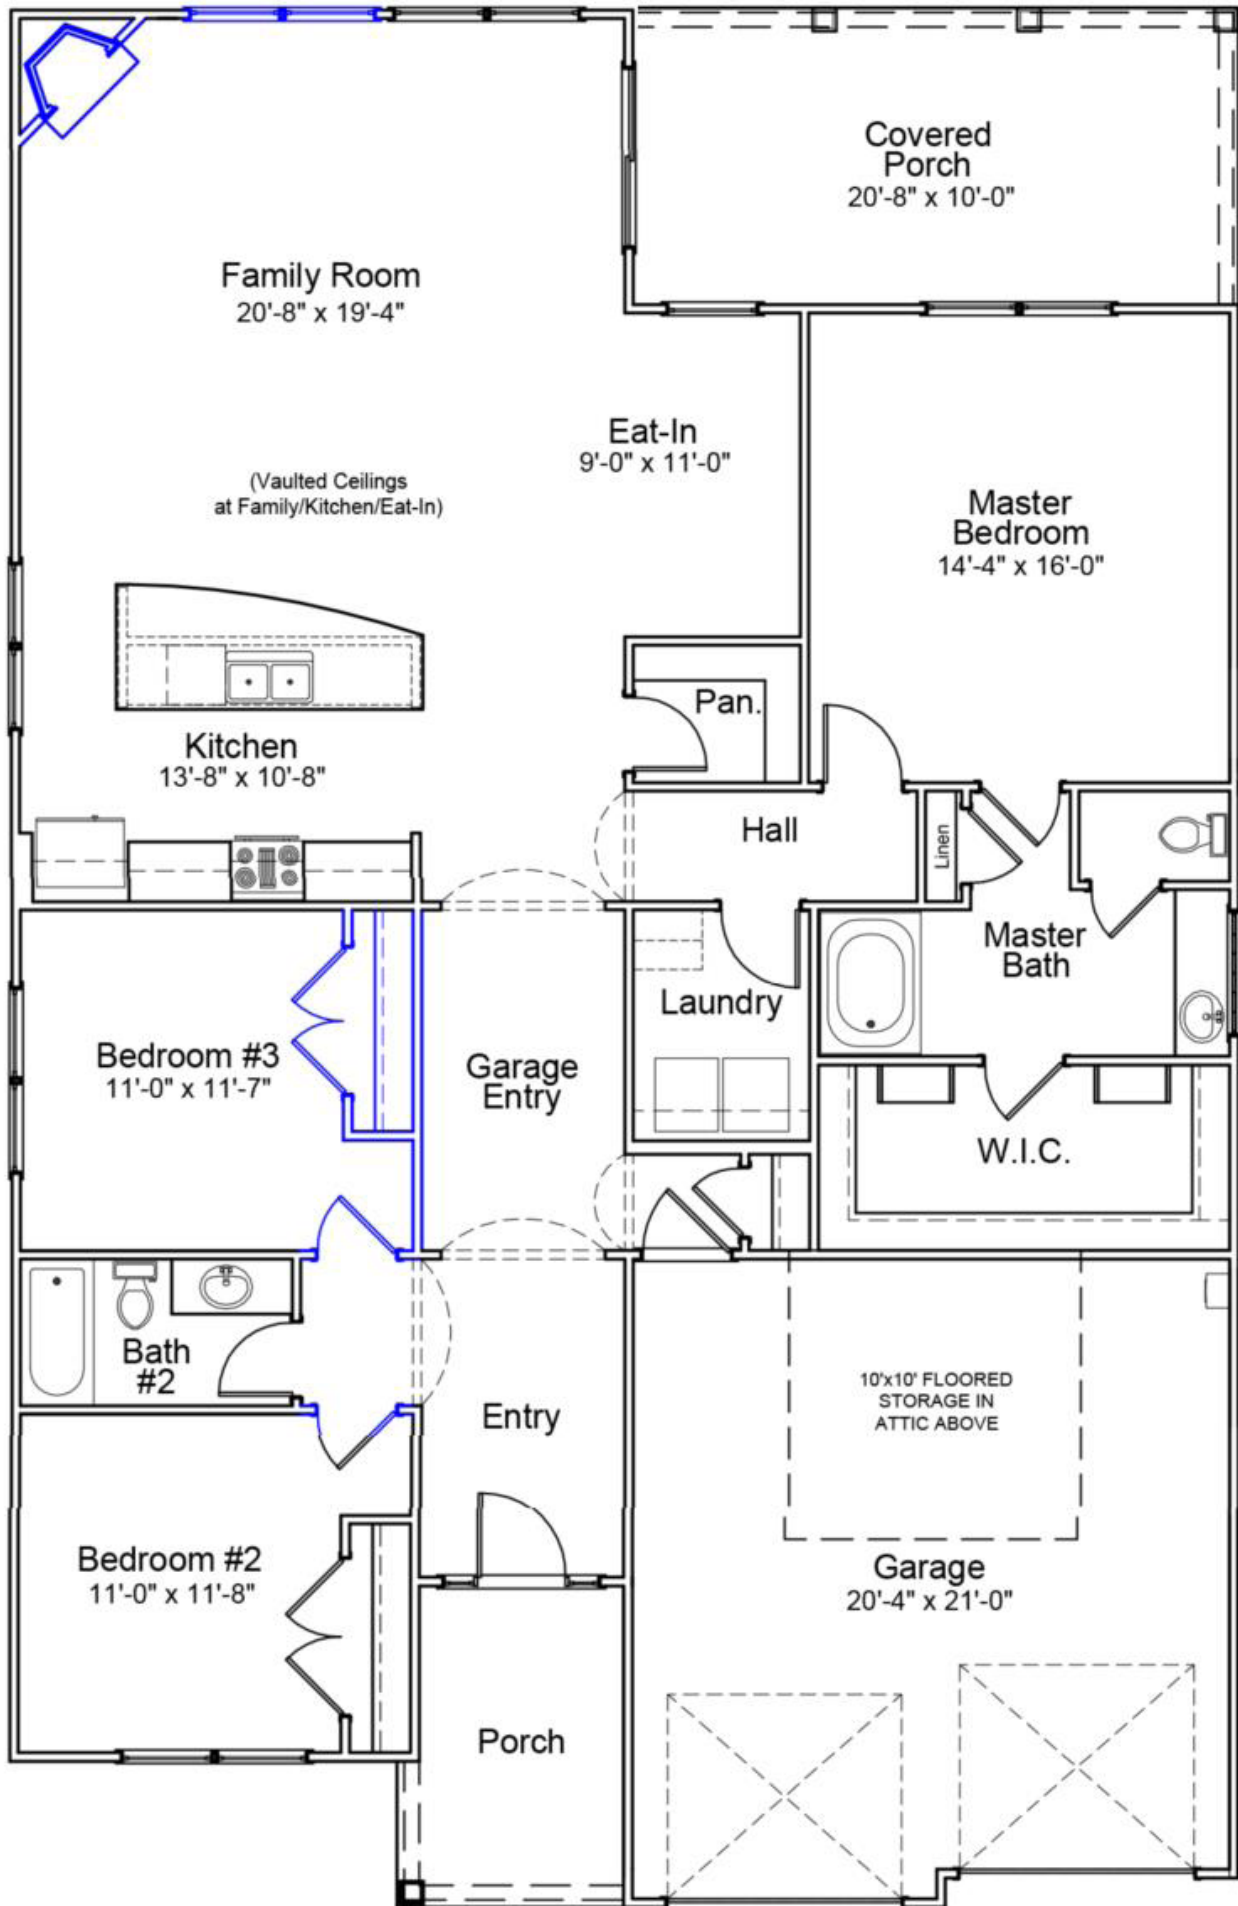 Covered
Porch
20'-8" x 10'-0"
Family Room
20'-8" x 19'-4"
Eat-In
9'-0" x 11'-0"
(Vaulted Ceilings
at Family/Kitchen/Eat-In)
Master
Bedroom
14'-4" x 16'-0"
Pan.
Kitchen
13'-8" x 10'-8"
Hall
Linen
Master
Bath
Laundry
Bedroom #3
11'-0" x 11'-7"
Garage
Entry
W.I.C.
Bath
#2
10'x10' FLOORED
STORAGE IN
ATTIC ABOVE
Entry
Bedroom #2
11'-0" x 11'-8"
Garage
20'-4" x 21'-0"
Porch